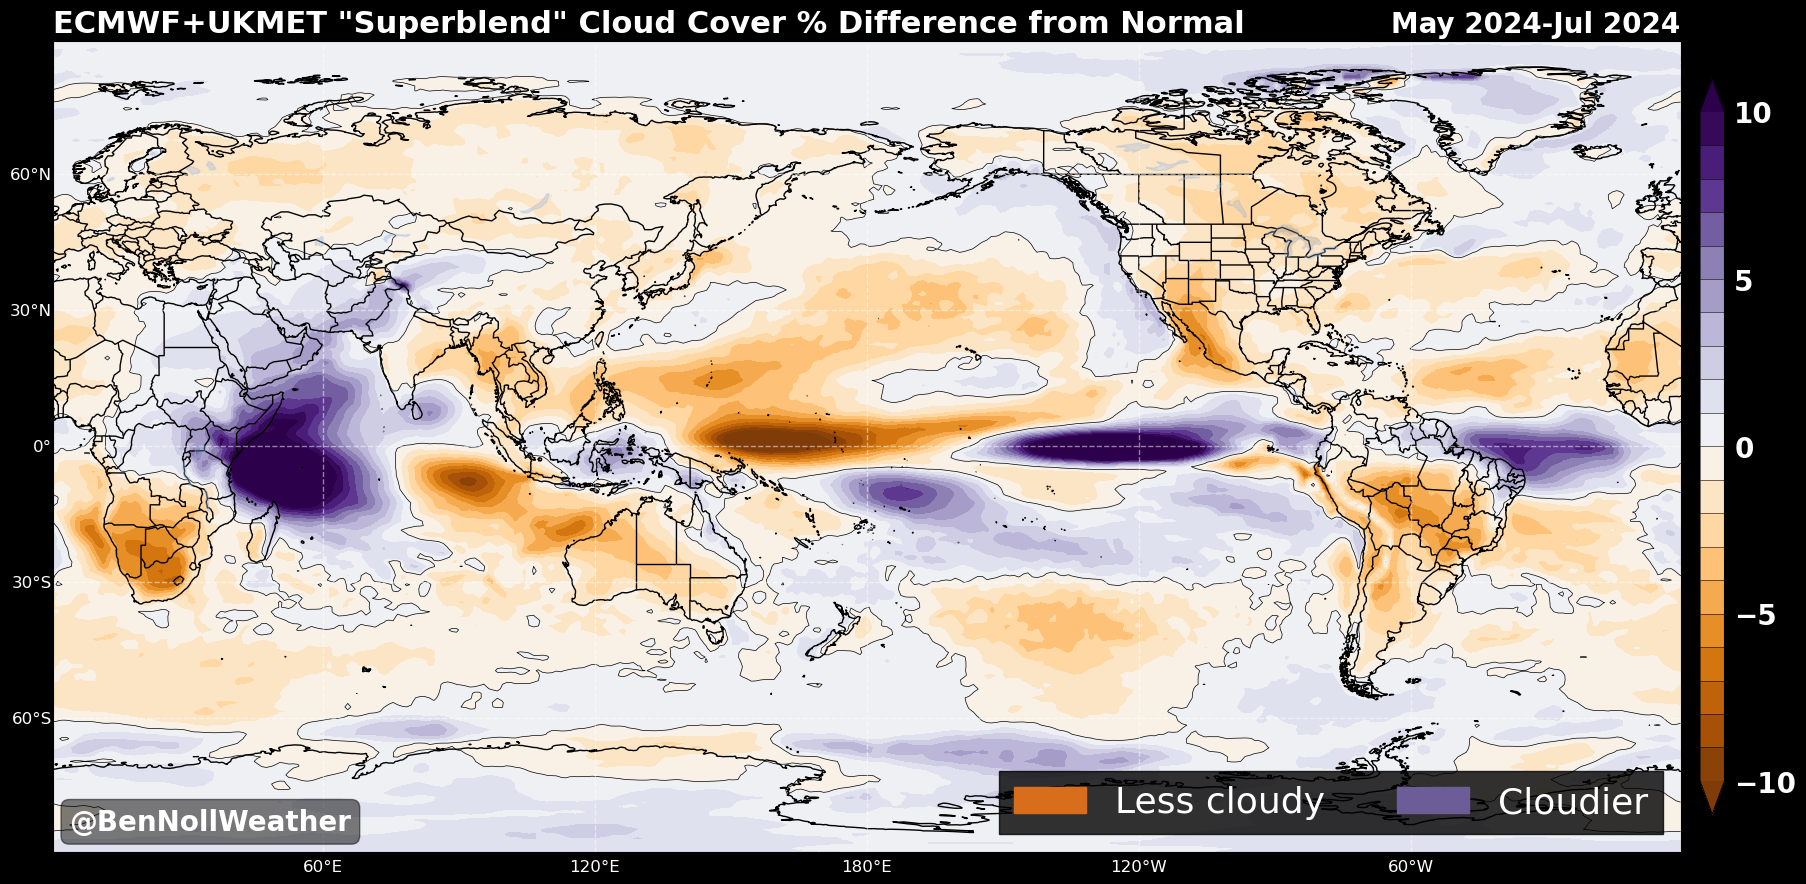 ECMWF+UKMET "Superblend" Cloud Cover % Difference from Normal
May 2024-Jul 2024
10
5
0
−5
−10
60°N
30°N
0°
30°S
60°S
60°E
120°E
180°E
120°W
60°W
Less cloudy
Cloudier
@BenNollWeather